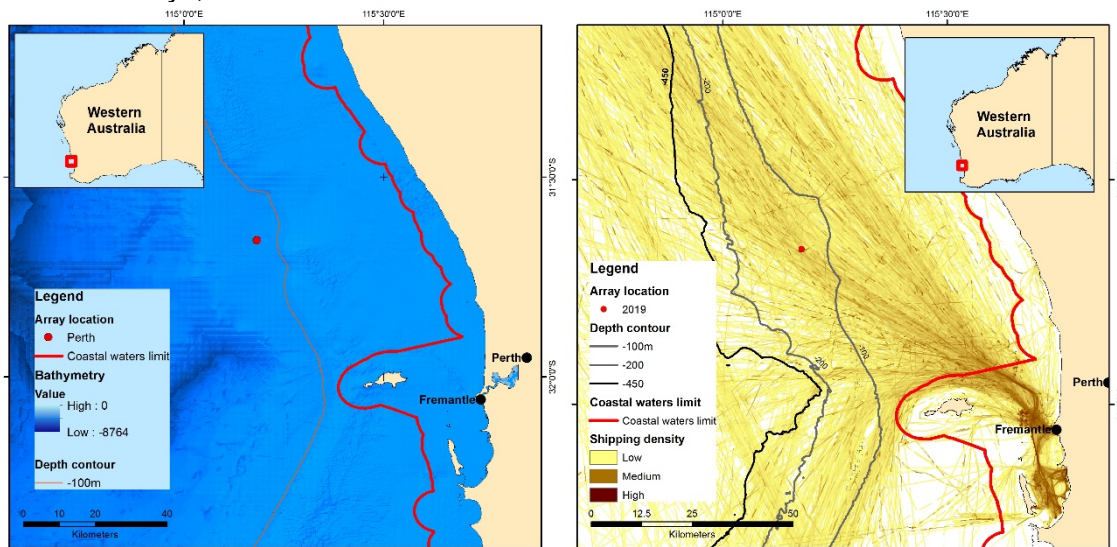 115°0'0"E
115°30'0"E
Western
Australia
31°30'0"S
32°0'0"S
Perth
Fremantle
Legend
Array location
Perth
Coastal waters limit
Bathymetry
Value
High : 0
Low : -8764
Depth contour
-100m
0 10 20 40
Kilometers
115°0'0"E
115°30'0"E
-450
-200
Western
Australia
-200
-100
Perth
Fremantle
Legend
Array location
2019
Depth contour
-100m
-200
-450
Coastal waters limit
Coastal waters limit
Shipping density
Low
Medium
High
0 12.5 25 50
Kilometers